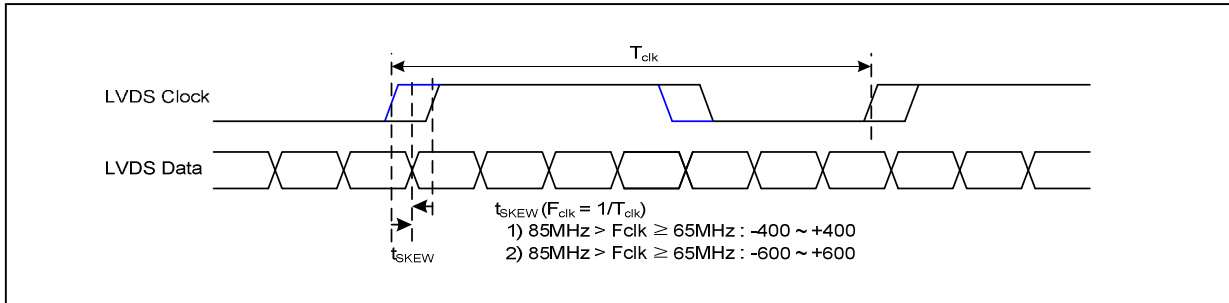 T_clk
LVDS Clock
LVDS Data
t_SKEW (F_clk = 1/T_clk)
1) 85MHz > Fclk ≥ 65MHz : -400 ~ +400
2) 85MHz > Fclk ≥ 65MHz : -600 ~ +600
t_SKEW